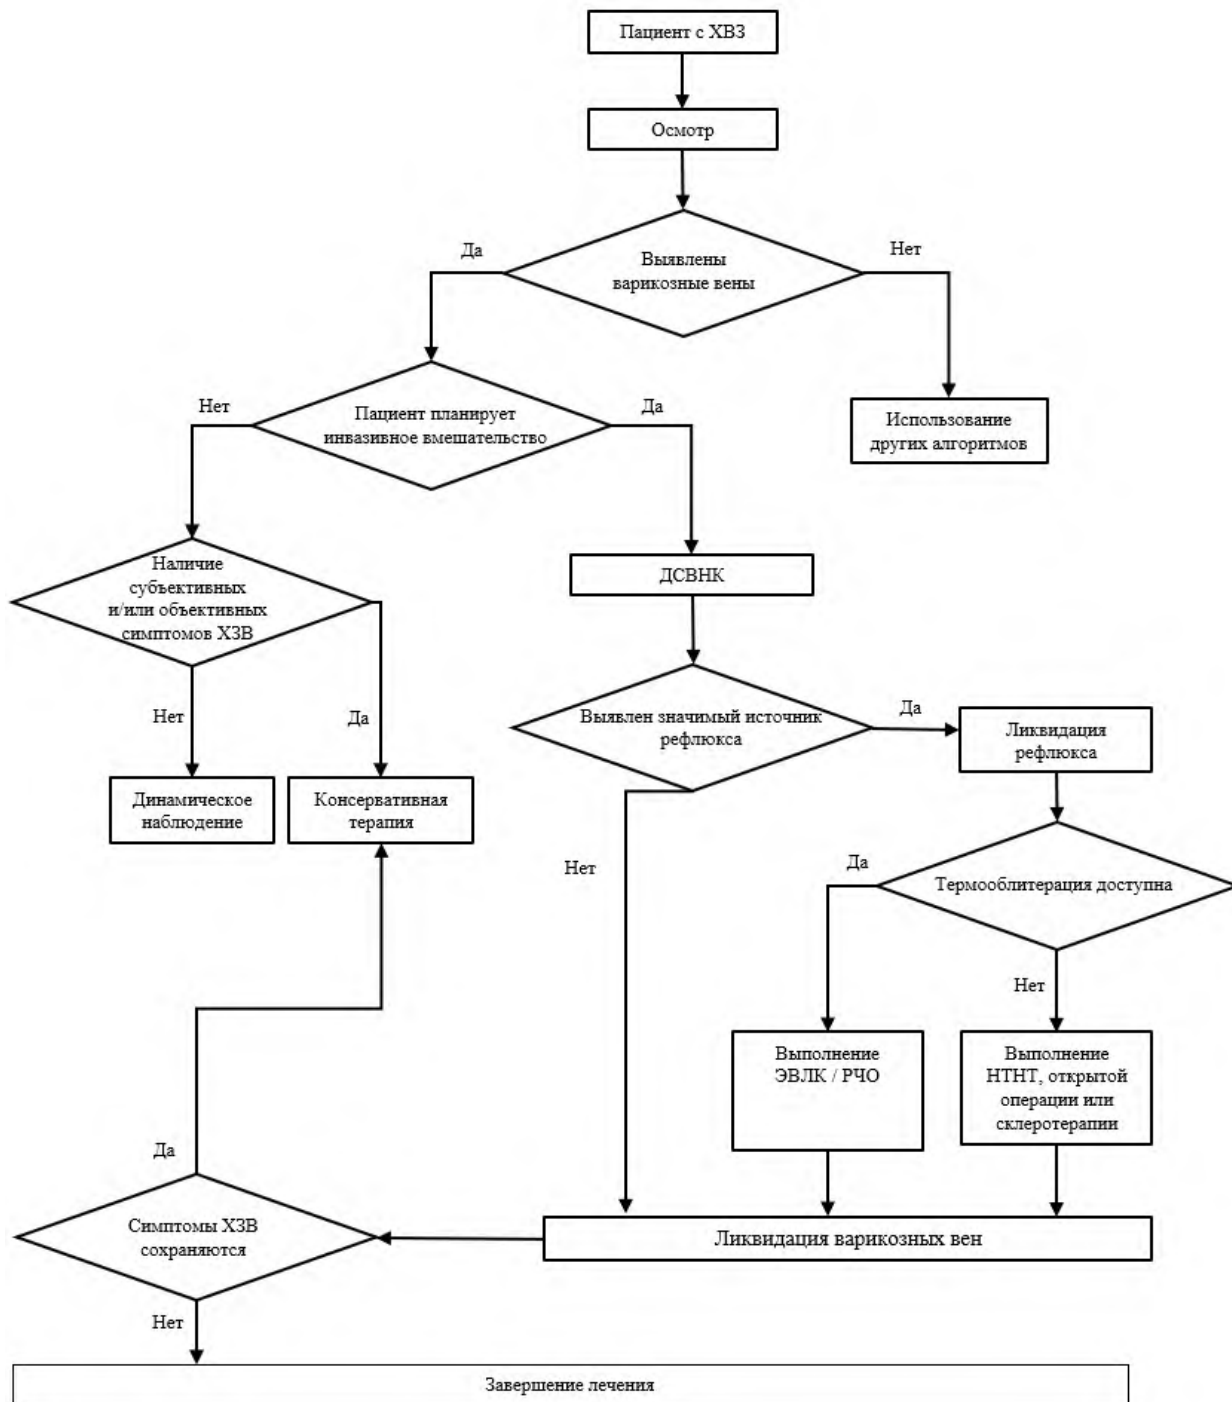 Пациент с ХВЗ
Осмотр
Да
Выявлены
варикозные вены
Нет
Нет
Пациент планирует
инвазивное вмешательство
Да
Использование
других алгоритмов
Наличие
субъективных
и/или объективных
симптомов ХЗВ
ДСВНК
Нет
Да
Выявлен значимый источник
рефлюкса
Да
Ликвидация
рефлюкса
Динамическое
наблюдение
Консервативная
терапия
Нет
Да
Термооблитерация доступна
Нет
Выполнение
ЭВЛК / РЧО
Выполнение
НТНТ, открытой
операции или
склеротерапии
Да
Симптомы ХЗВ
сохраняются
Ликвидация варикозных вен
Нет
Завершение лечения